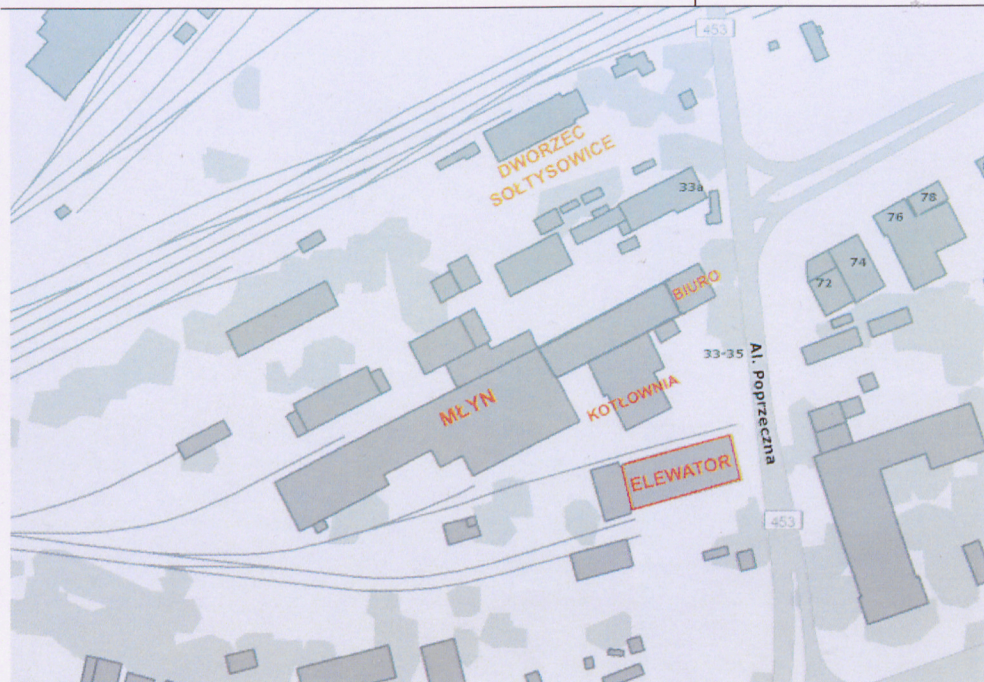 453
DWORZEC
SOŁTYSOWICE
33a
78
76
74
72
BIURO
33-35
Al. Poprzeczna
MŁYN
KOTŁOWNIA
ELEWATOR
453